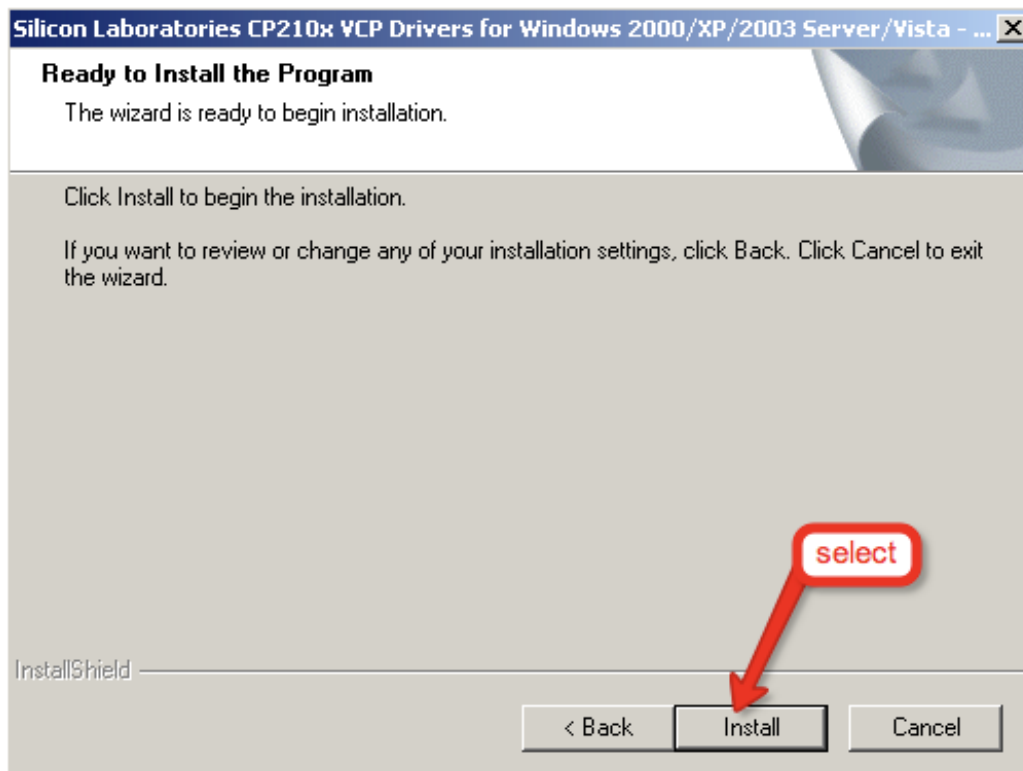 Silicon Laboratories CP210x VCP Drivers for Windows 2000/XP/2003 Server/Vista - ...
Ready to Install the Program
The wizard is ready to begin installation.
Click Install to begin the installation.
If you want to review or change any of your installation settings, click Back. Click Cancel to exit
the wizard.
select
InstallShield
< Back
Install
Cancel